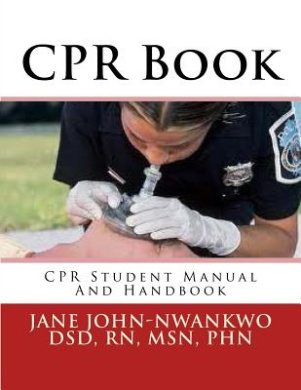 CPR Book
CPR Student Manual
And Handbook
Jane John-Nwankwo
DSD, RN, MSN, PHN